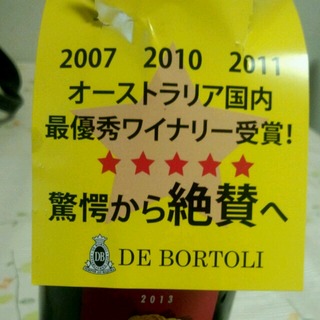 2007 2010 2011
オーストラリア国内
最優秀ワイナリー受賞!
★★★★★
驚愕から絶賛へ
DB DE BORTOLI
2013